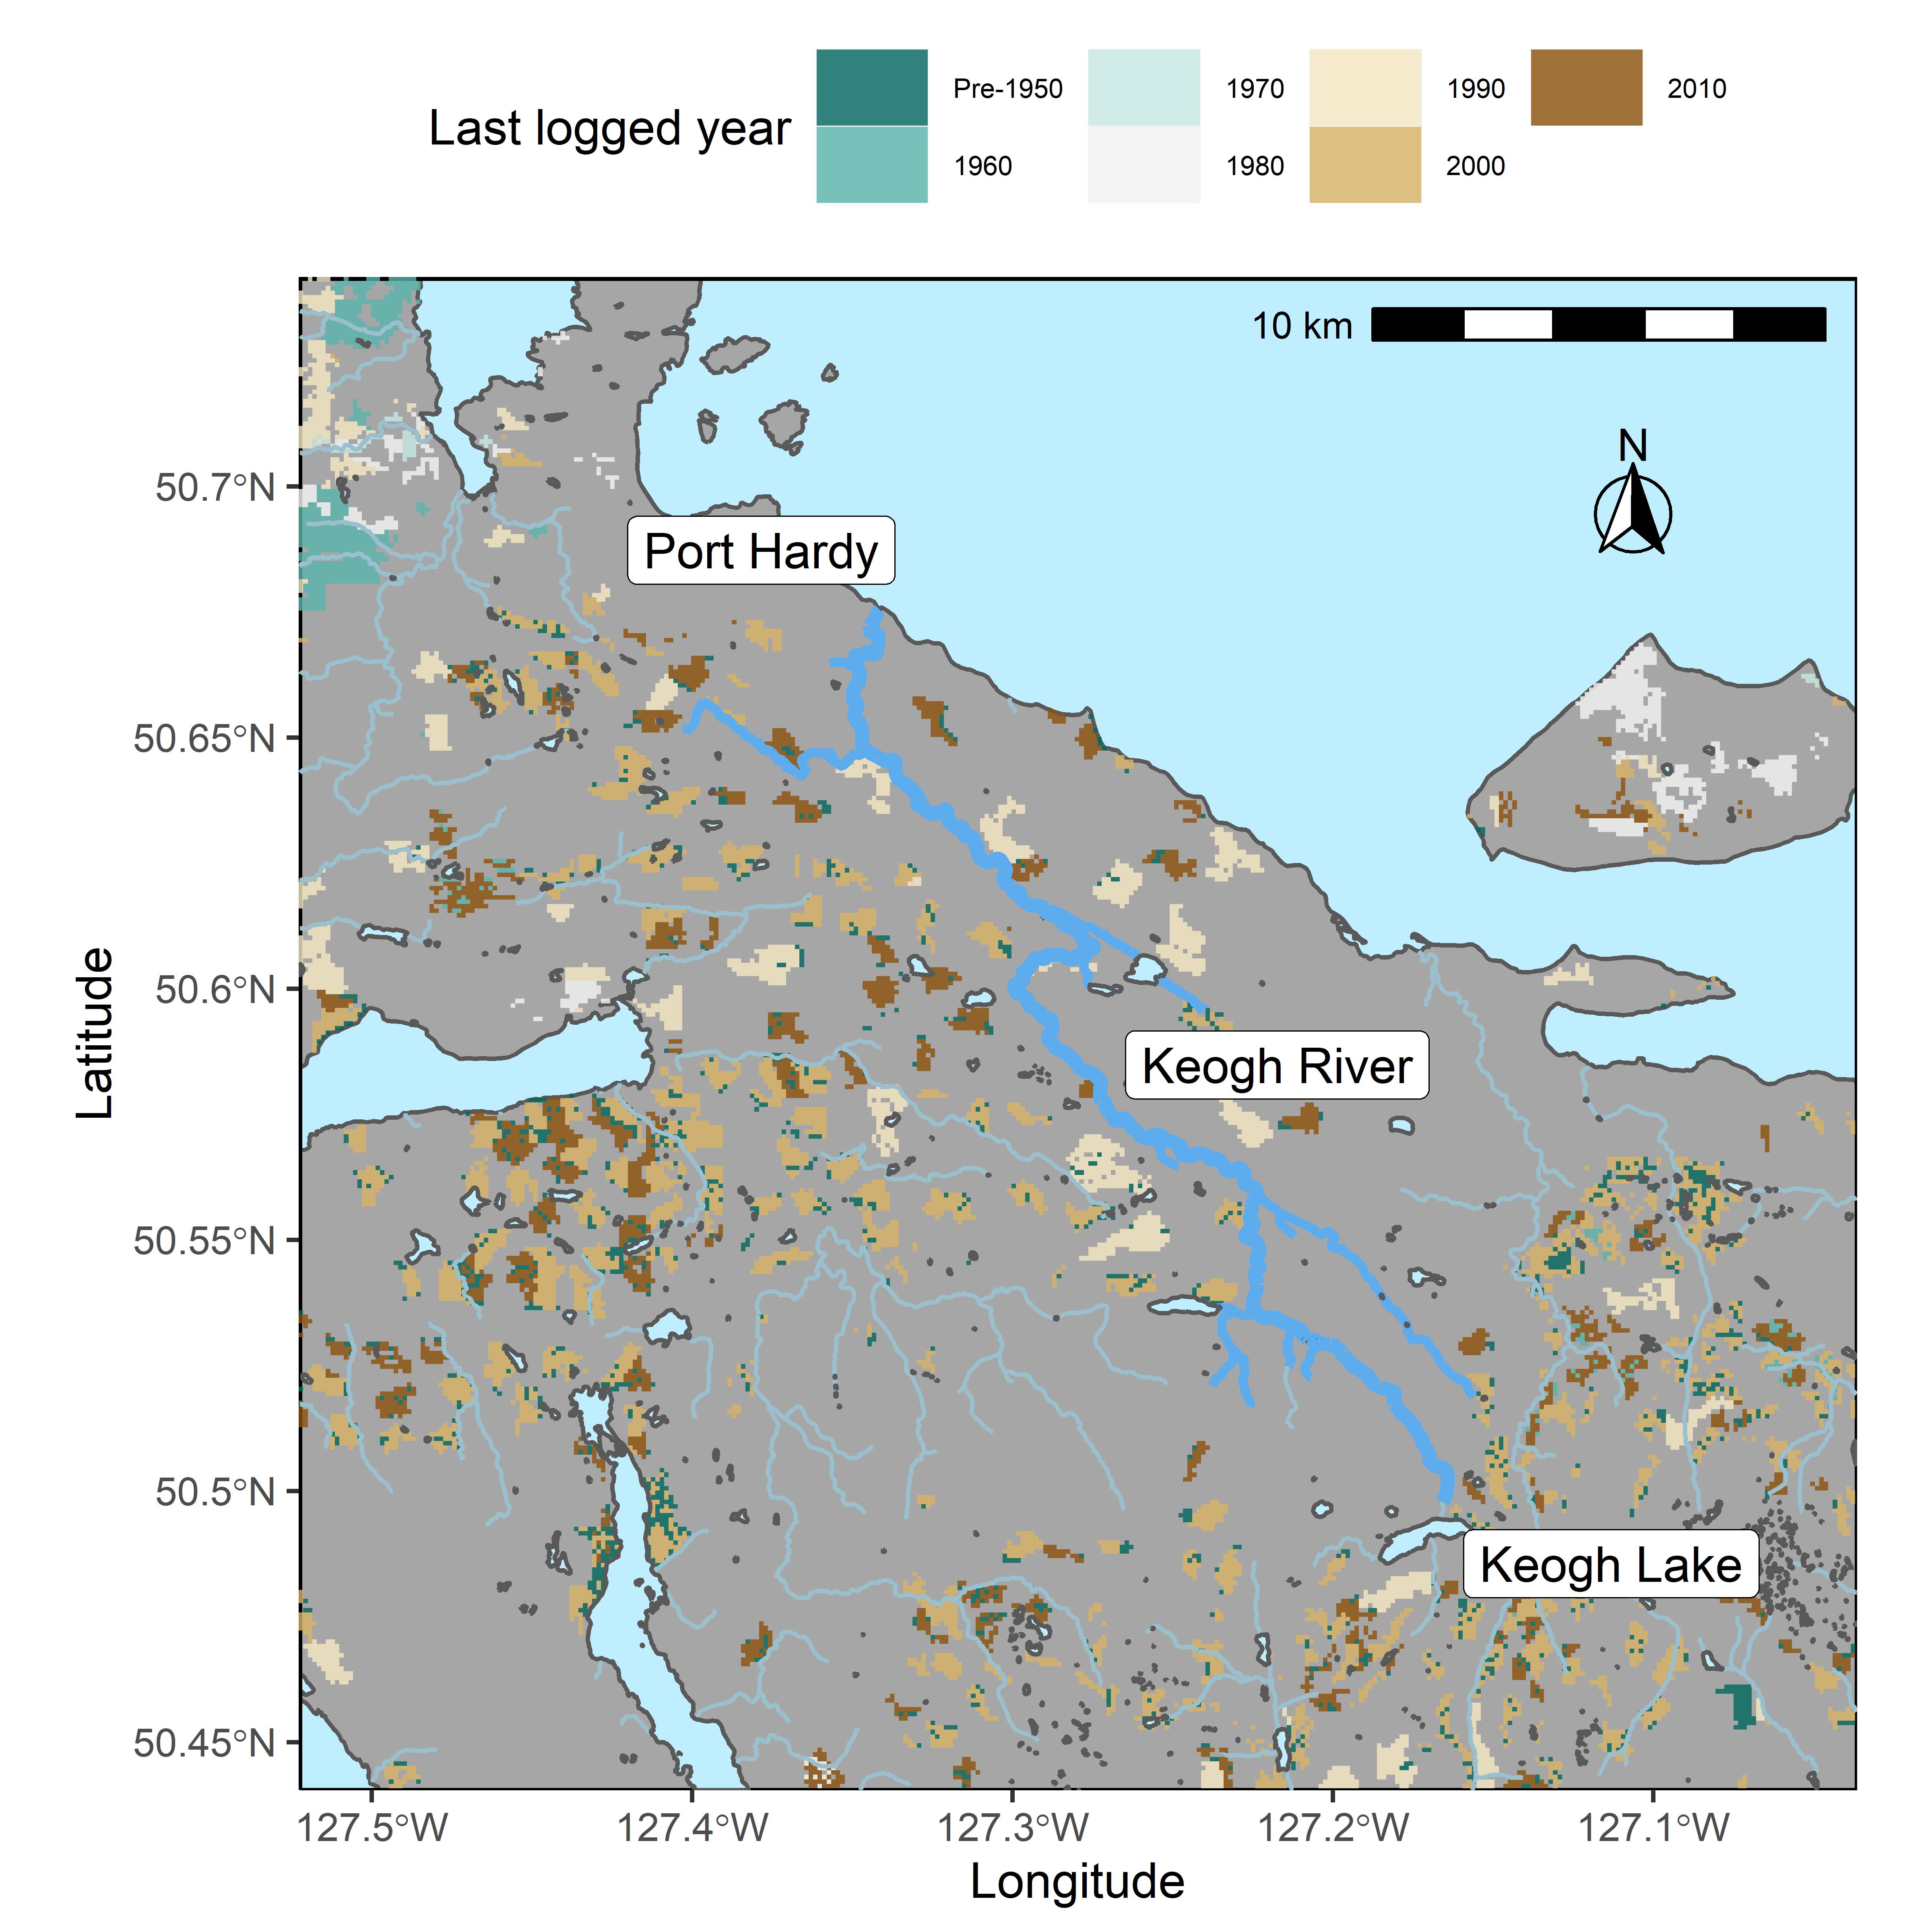 Last logged year
Pre-1950
1960
1970
1980
1990
2000
2010
10 km
N
Port Hardy
Keogh River
Keogh Lake
50.7°N
50.65°N
50.6°N
50.55°N
50.5°N
50.45°N
Latitude
127.5°W
127.4°W
127.3°W
127.2°W
127.1°W
Longitude